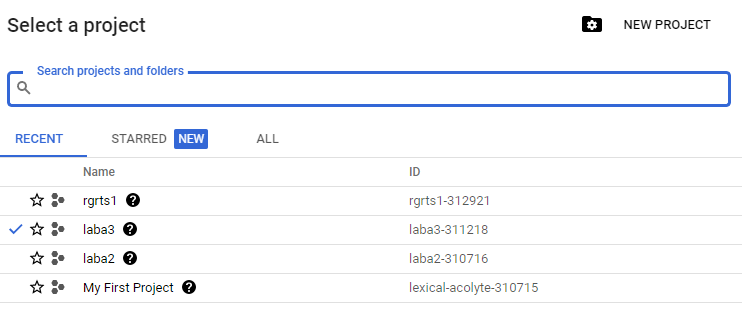 Select a project
NEW PROJECT
Search projects and folders
RECENT STARRED NEW ALL
Name ID
rgrts1 rgrts1-312921
laba3 laba3-311218
laba2 laba2-310716
My First Project lexical-acolyte-310715